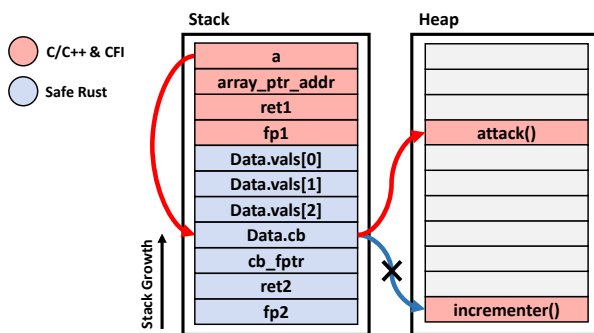 Stack
Heap
C/C++ & CFI
Safe Rust
a
array_ptr_addr
ret1
fp1
Data.vals[0]
Data.vals[1]
Data.vals[2]
Data.cb
cb_fptr
ret2
fp2
Stack Growth
attack()
incrementer()